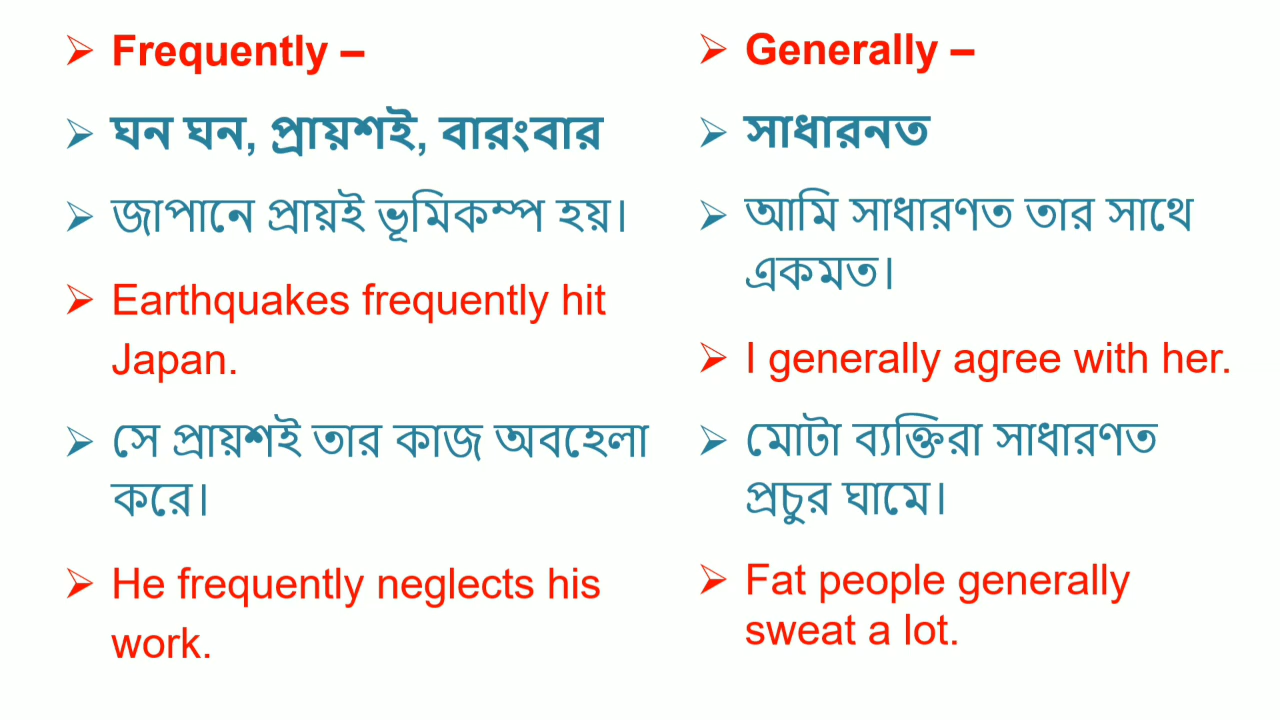 Frequently –
ঘন ঘন, প্রায়শই, বারংবার
জাপানে প্রায়ই ভূমিকম্প হয়।
Earthquakes frequently hit
Japan.
সে প্রায়শই তার কাজ অবহেলা
করে।
He frequently neglects his
work.
Generally –
সাধারনত
আমি সাধারণত তার সাথে
একমত।
I generally agree with her.
মোটা ব্যক্তিরা সাধারণত
প্রচুর ঘামে।
Fat people generally
sweat a lot.